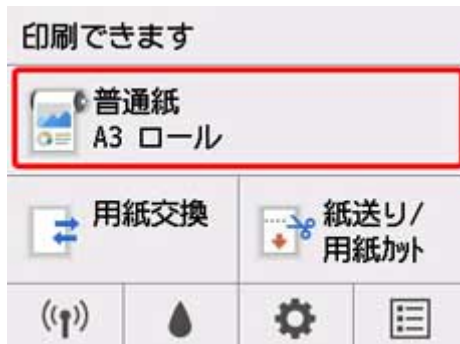 印刷できます
普通紙
A3 ロール
用紙交換
紙送り/
用紙カット